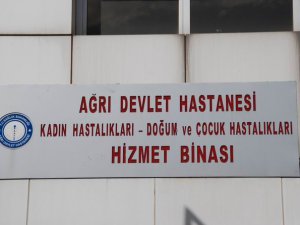 AĞRI DEVLET HASTANESİ
KADIN HASTALIKLARI - DOĞUM ve ÇOCUK HASTALIKLARI
HİZMET BİNASI